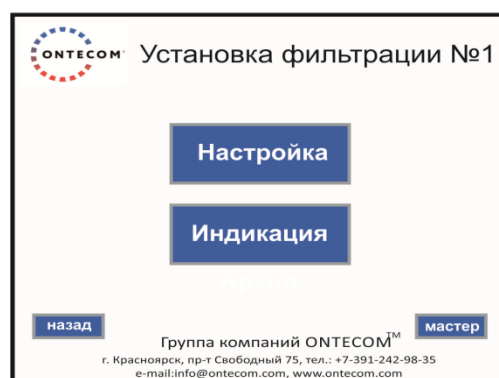 ONTECOM
Установка фильтрации №1
Настройка
Индикация
Архив
назад
мастер
Группа компаний ONTECOM™
г. Красноярск, пр-т Свободный 75, тел.: +7-391-242-98-35
e-mail:info@ontecom.com, www.ontecom.com